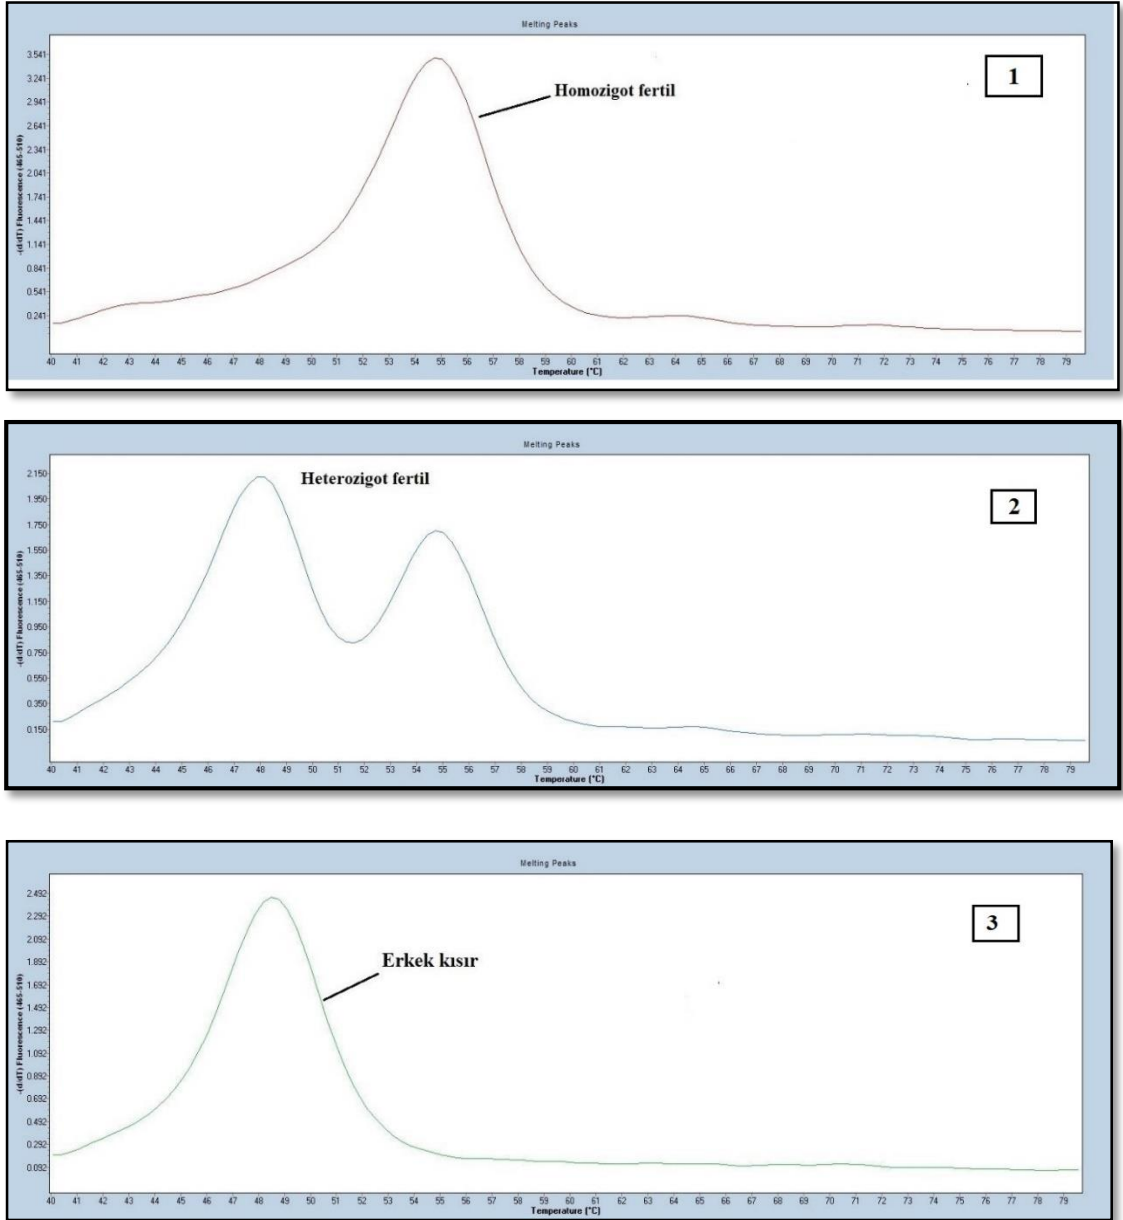 Melting Peaks
1
Homozigot fertil
-(d/dT) Fluorescence (465-510)
3.541
3.241
2.941
2.641
2.341
2.041
1.741
1.441
1.141
0.841
0.541
0.241
40 41 42 43 44 45 46 47 48 49 50 51 52 53 54 55 56 57 58 59 60 61 62 63 64 65 66 67 68 69 70 71 72 73 74 75 76 77 78 79
Temperature (°C)
Melting Peaks
Heterozigot fertil
2
-(d/dT) Fluorescence (465-510)
2.150
1.950
1.750
1.550
1.350
1.150
0.950
0.750
0.550
0.350
0.150
40 41 42 43 44 45 46 47 48 49 50 51 52 53 54 55 56 57 58 59 60 61 62 63 64 65 66 67 68 69 70 71 72 73 74 75 76 77 78 79
Temperature (°C)
Melting Peaks
3
Erkek kısır
-(d/dT) Fluorescence (465-510)
2.492
2.292
2.092
1.892
1.692
1.492
1.292
1.092
0.892
0.692
0.492
0.292
0.092
40 41 42 43 44 45 46 47 48 49 50 51 52 53 54 55 56 57 58 59 60 61 62 63 64 65 66 67 68 69 70 71 72 73 74 75 76 77 78 79
Temperature (°C)